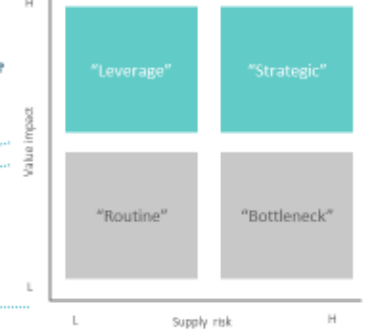 H
“Leverage”
“Strategic”
Value impact
“Routine”
“Bottleneck”
L
L
Supply risk
H